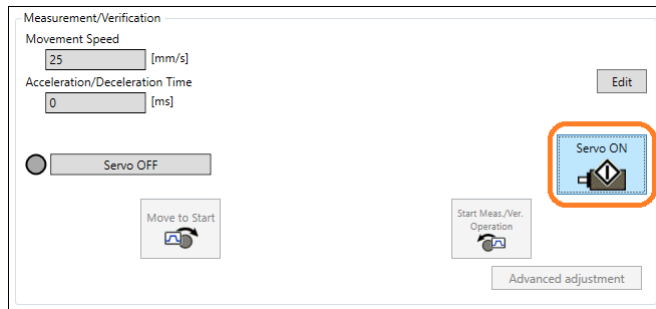 Measurement/Verification
Movement Speed
25 [mm/s]
Acceleration/Deceleration Time
Edit
0 [ms]
Servo ON
Servo OFF
Move to Start
Start Meas./Ver.
Operation
Advanced adjustment